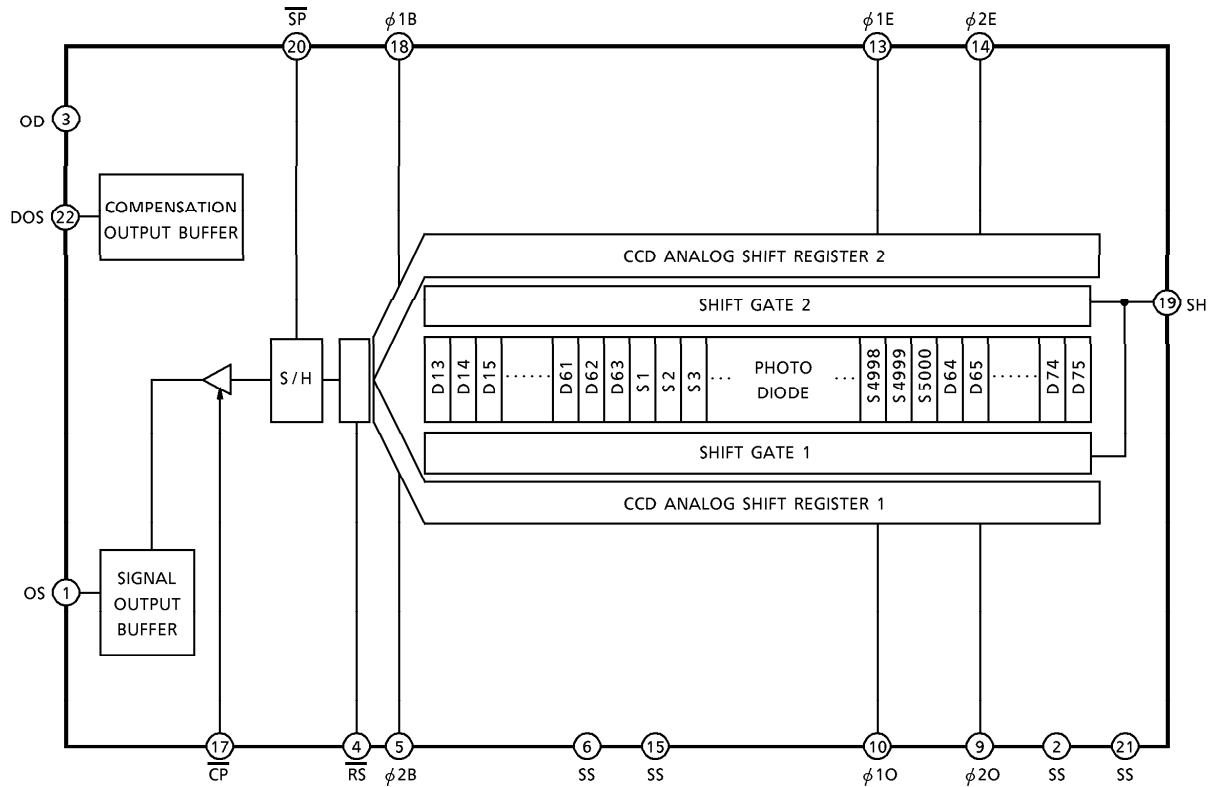 SP φ1B φ1E φ2E
20 18 13 14
OD 3
DOS 22
COMPENSATION
OUTPUT BUFFER
CCD ANALOG SHIFT REGISTER 2
SHIFT GATE 2
19 SH
S/H
D13 D14 D15 ...... D61 D62 D63 S1 S2 S3 ... PHOTO DIODE ... S4998 S4999 S5000 D64 D65 ...... D74 D75
SHIFT GATE 1
CCD ANALOG SHIFT REGISTER 1
OS 1
SIGNAL
OUTPUT
BUFFER
17 4 5 6 15 10 9 2 21
CP RS φ2B SS SS φ1O φ2O SS SS